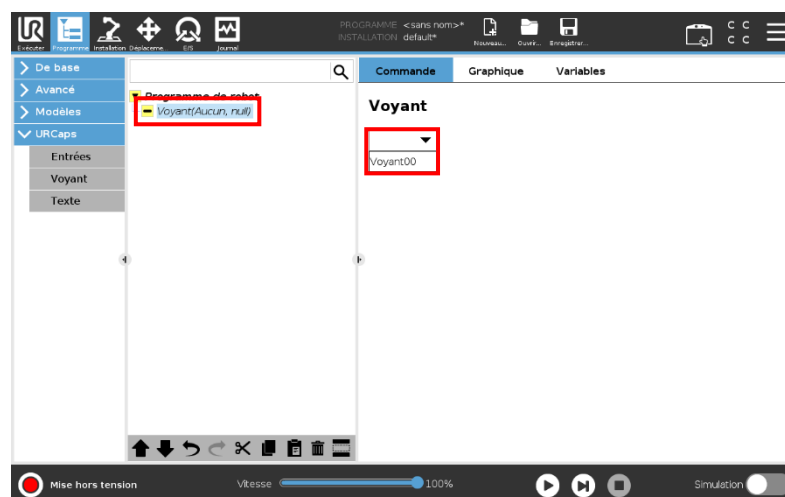 UR
PROGRAMME <sans nom>*
INSTALLATION default*
Exécuter Programme Installation Déplaceme... E/S Journal
Nouveau... Ouvrir... Enregistrer...
C C
C C
De base
Avancé
Modèles
URCaps
Entrées
Voyant
Texte
Programme de robot
Voyant(Aucun, null)
Commande Graphique Variables
Voyant
Voyant00
Mise hors tension
Vitesse
100%
Simulation